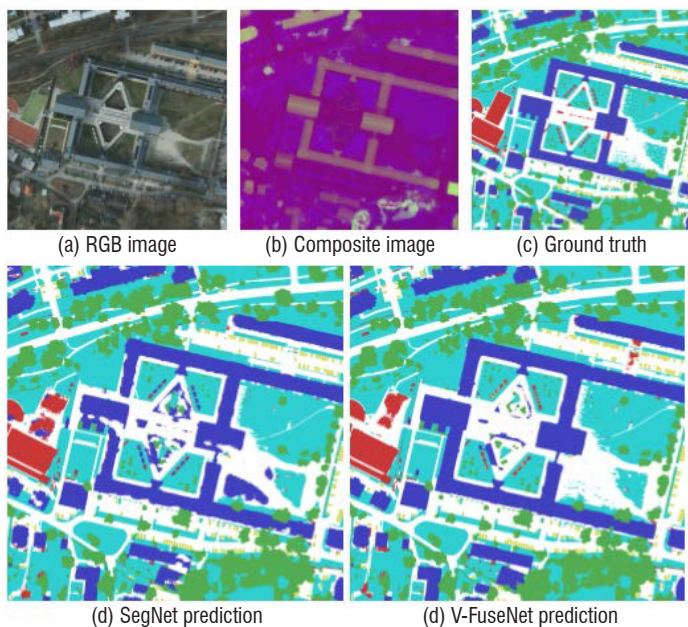 (a) RGB image
(b) Composite image
(c) Ground truth
(d) SegNet prediction
(d) V-FuseNet prediction